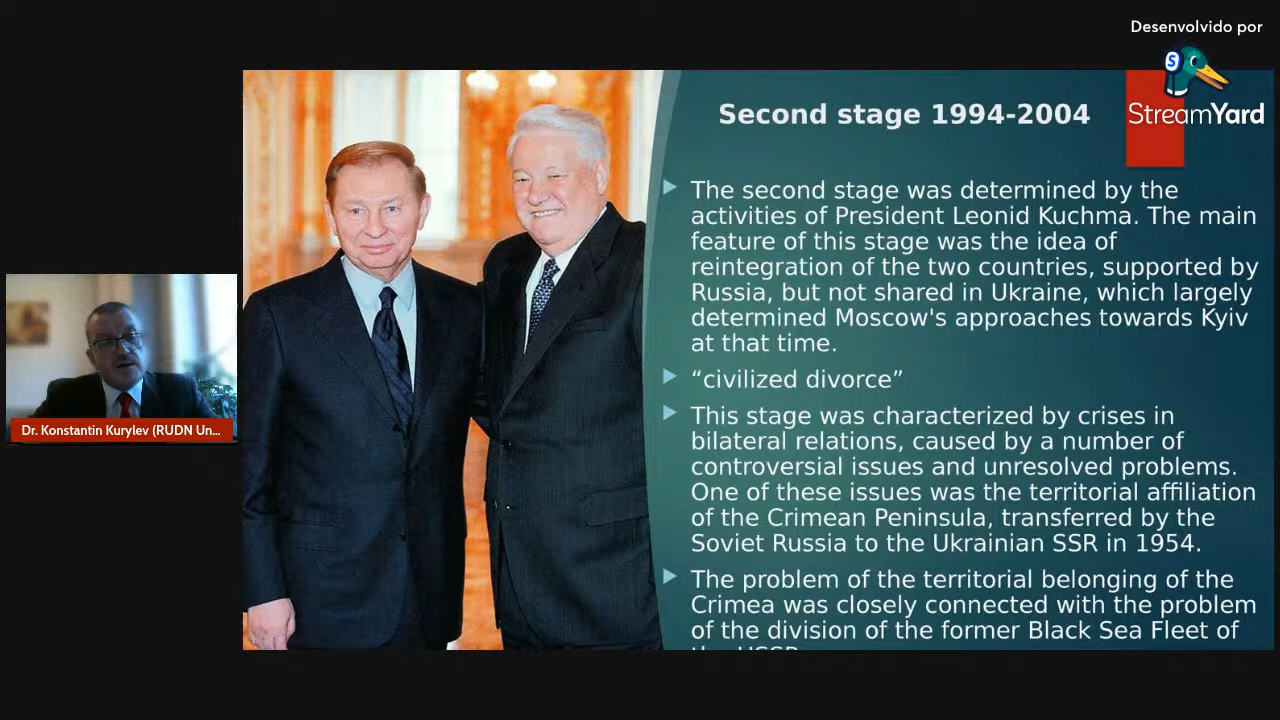 Desenvolvido por
S
StreamYard
Second stage 1994-2004
The second stage was determined by the
activities of President Leonid Kuchma. The main
feature of this stage was the idea of
reintegration of the two countries, supported by
Russia, but not shared in Ukraine, which largely
determined Moscow's approaches towards Kyiv
at that time.
“civilized divorce”
This stage was characterized by crises in
bilateral relations, caused by a number of
controversial issues and unresolved problems.
One of these issues was the territorial affiliation
of the Crimean Peninsula, transferred by the
Soviet Russia to the Ukrainian SSR in 1954.
The problem of the territorial belonging of the
Crimea was closely connected with the problem
of the division of the former Black Sea Fleet of
the USSR
Dr. Konstantin Kurylev (RUDN Un...